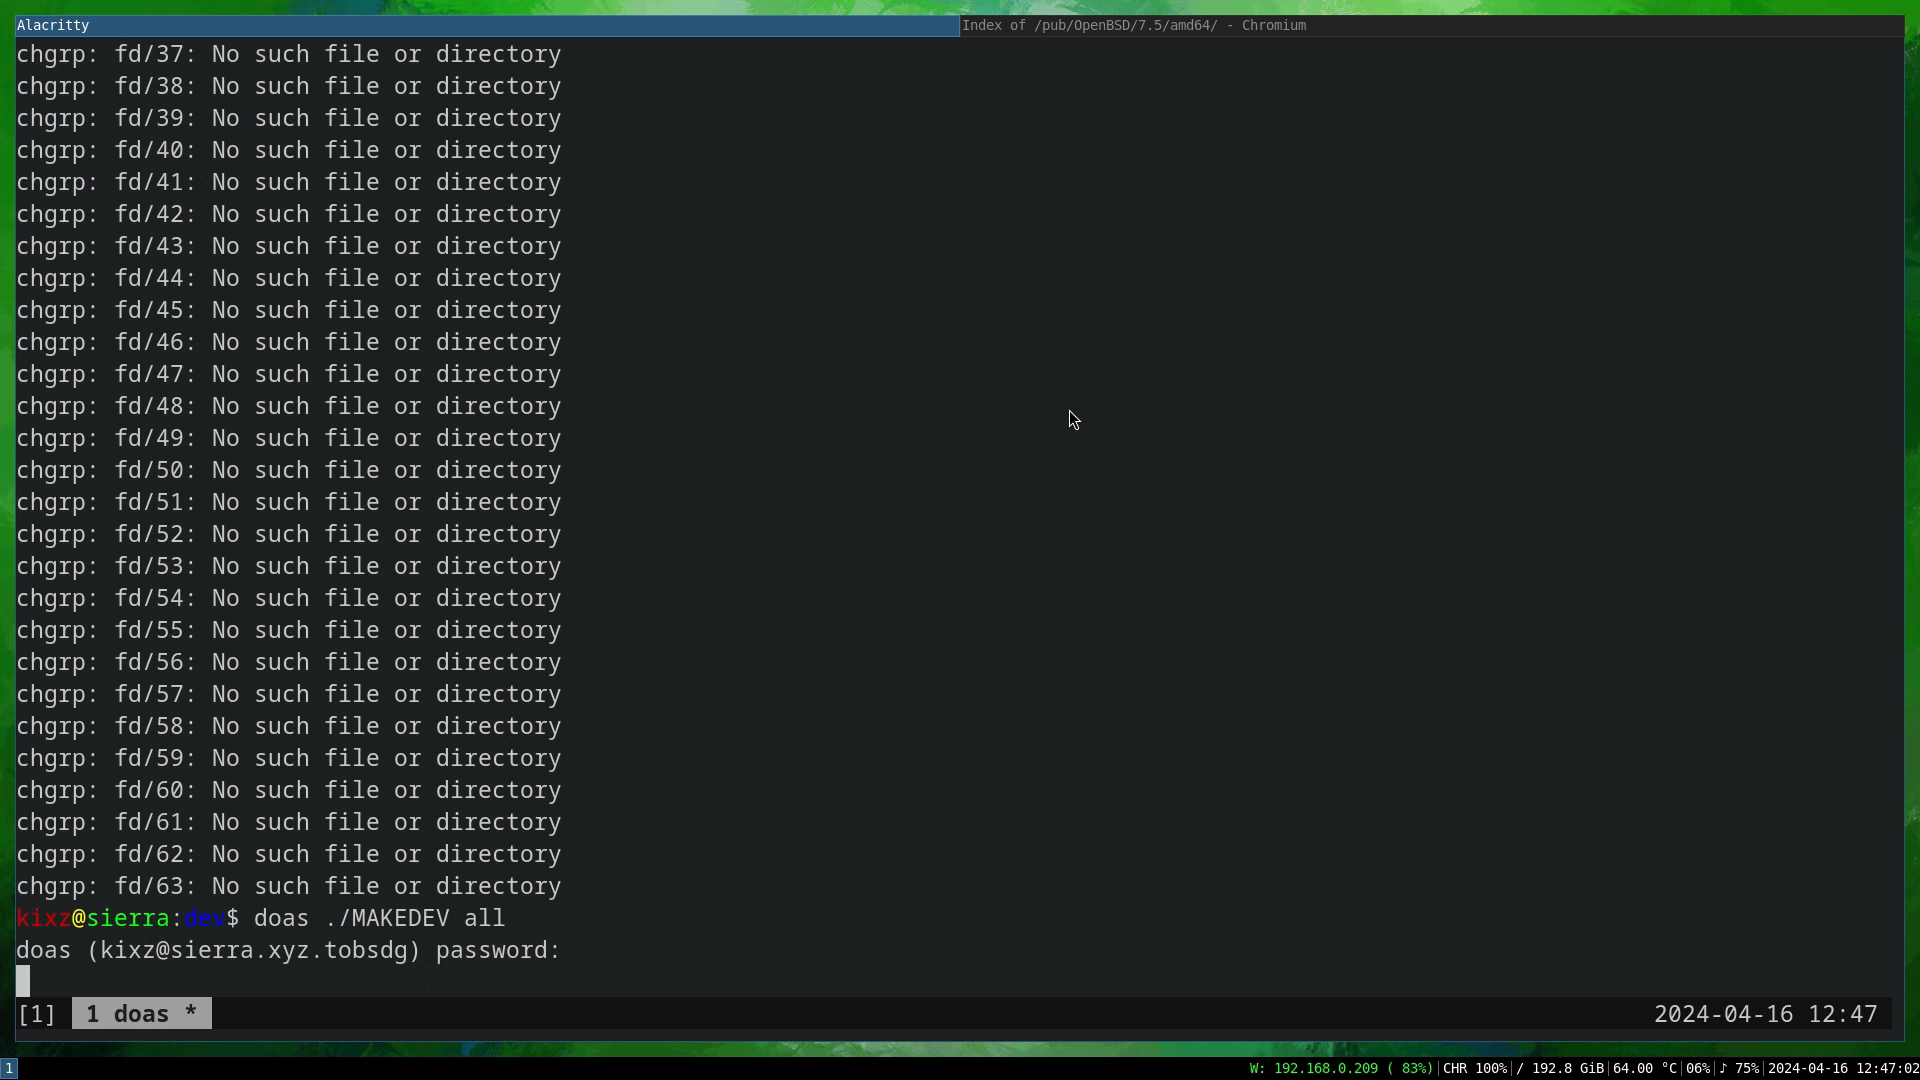 Alacritty Index of /pub/OpenBSD/7.5/amd64/ - Chromium
chgrp: fd/37: No such file or directory
chgrp: fd/38: No such file or directory
chgrp: fd/39: No such file or directory
chgrp: fd/40: No such file or directory
chgrp: fd/41: No such file or directory
chgrp: fd/42: No such file or directory
chgrp: fd/43: No such file or directory
chgrp: fd/44: No such file or directory
chgrp: fd/45: No such file or directory
chgrp: fd/46: No such file or directory
chgrp: fd/47: No such file or directory
chgrp: fd/48: No such file or directory
chgrp: fd/49: No such file or directory
chgrp: fd/50: No such file or directory
chgrp: fd/51: No such file or directory
chgrp: fd/52: No such file or directory
chgrp: fd/53: No such file or directory
chgrp: fd/54: No such file or directory
chgrp: fd/55: No such file or directory
chgrp: fd/56: No such file or directory
chgrp: fd/57: No such file or directory
chgrp: fd/58: No such file or directory
chgrp: fd/59: No such file or directory
chgrp: fd/60: No such file or directory
chgrp: fd/61: No such file or directory
chgrp: fd/62: No such file or directory
chgrp: fd/63: No such file or directory
kixz@sierra:dev$ doas ./MAKEDEV all
doas (kixz@sierra.xyz.tobsdg) password:
[1] 1 doas * 2024-04-16 12:47
1 W: 192.168.0.209 ( 83%)|CHR 100%|/ 192.8 GiB|64.00 °C|06%|♪ 75%|2024-04-16 12:47:02